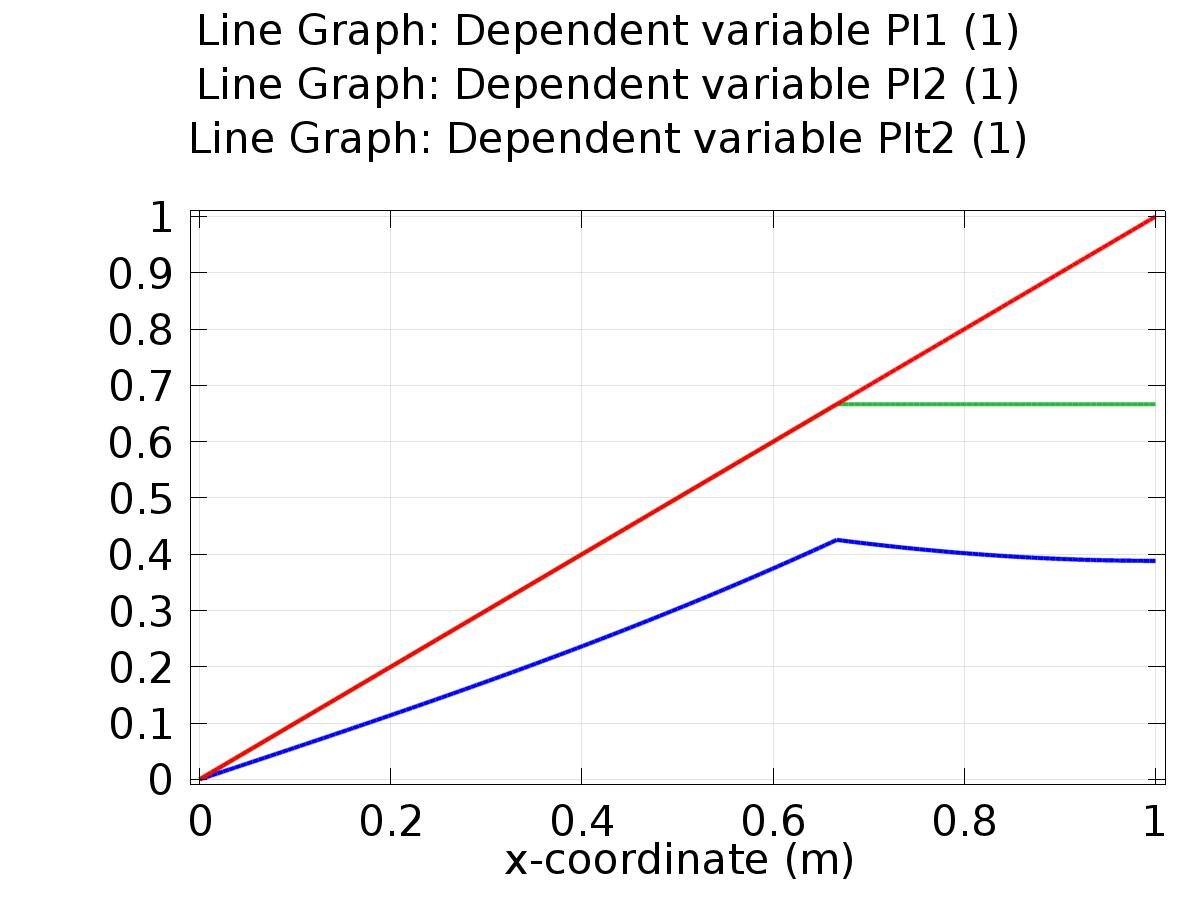 Line Graph: Dependent variable PI1 (1)
Line Graph: Dependent variable PI2 (1)
Line Graph: Dependent variable PIt2 (1)
1
0.9
0.8
0.7
0.6
0.5
0.4
0.3
0.2
0.1
0
0 0.2 0.4 0.6 0.8 1
x-coordinate (m)